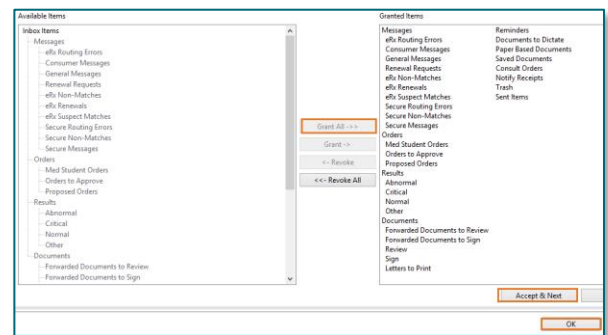 Available Items
Inbox Items
Messages
eRx Routing Errors
Consumer Messages
General Messages
Renewal Requests
eRx Non-Matches
eRx Renewals
eRx Suspect Matches
Secure Routing Errors
Secure Non-Matches
Secure Messages
Orders
Med Student Orders
Orders to Approve
Proposed Orders
Results
Abnormal
Critical
Normal
Other
Documents
Forwarded Documents to Review
Forwarded Documents to Sign
Grant All ->>
Grant ->
<- Revoke
<<- Revoke All
Granted Items
Messages
eRx Routing Errors
Consumer Messages
General Messages
Renewal Requests
eRx Non-Matches
eRx Renewals
eRx Suspect Matches
Secure Routing Errors
Secure Non-Matches
Secure Messages
Orders
Med Student Orders
Orders to Approve
Proposed Orders
Results
Abnormal
Critical
Normal
Other
Documents
Forwarded Documents to Review
Forwarded Documents to Sign
Review
Sign
Letters to Print
Reminders
Documents to Dictate
Paper Based Documents
Saved Documents
Consult Orders
Notify Receipts
Trash
Sent Items
Accept & Next
OK